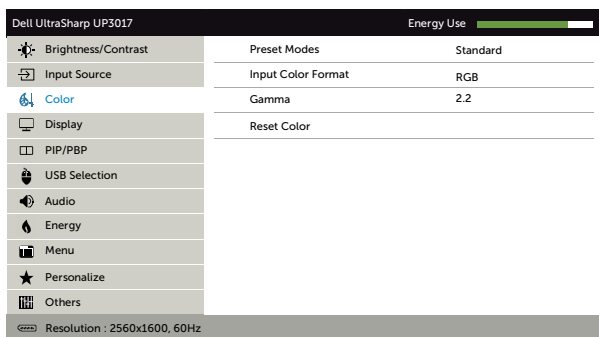 Dell UltraSharp UP3017 Energy Use
Brightness/Contrast Preset Modes Standard
Input Source Input Color Format RGB
Color Gamma 2.2
Display Reset Color
PIP/PBP
USB Selection
Audio
Energy
Menu
Personalize
Others
Resolution : 2560x1600, 60Hz